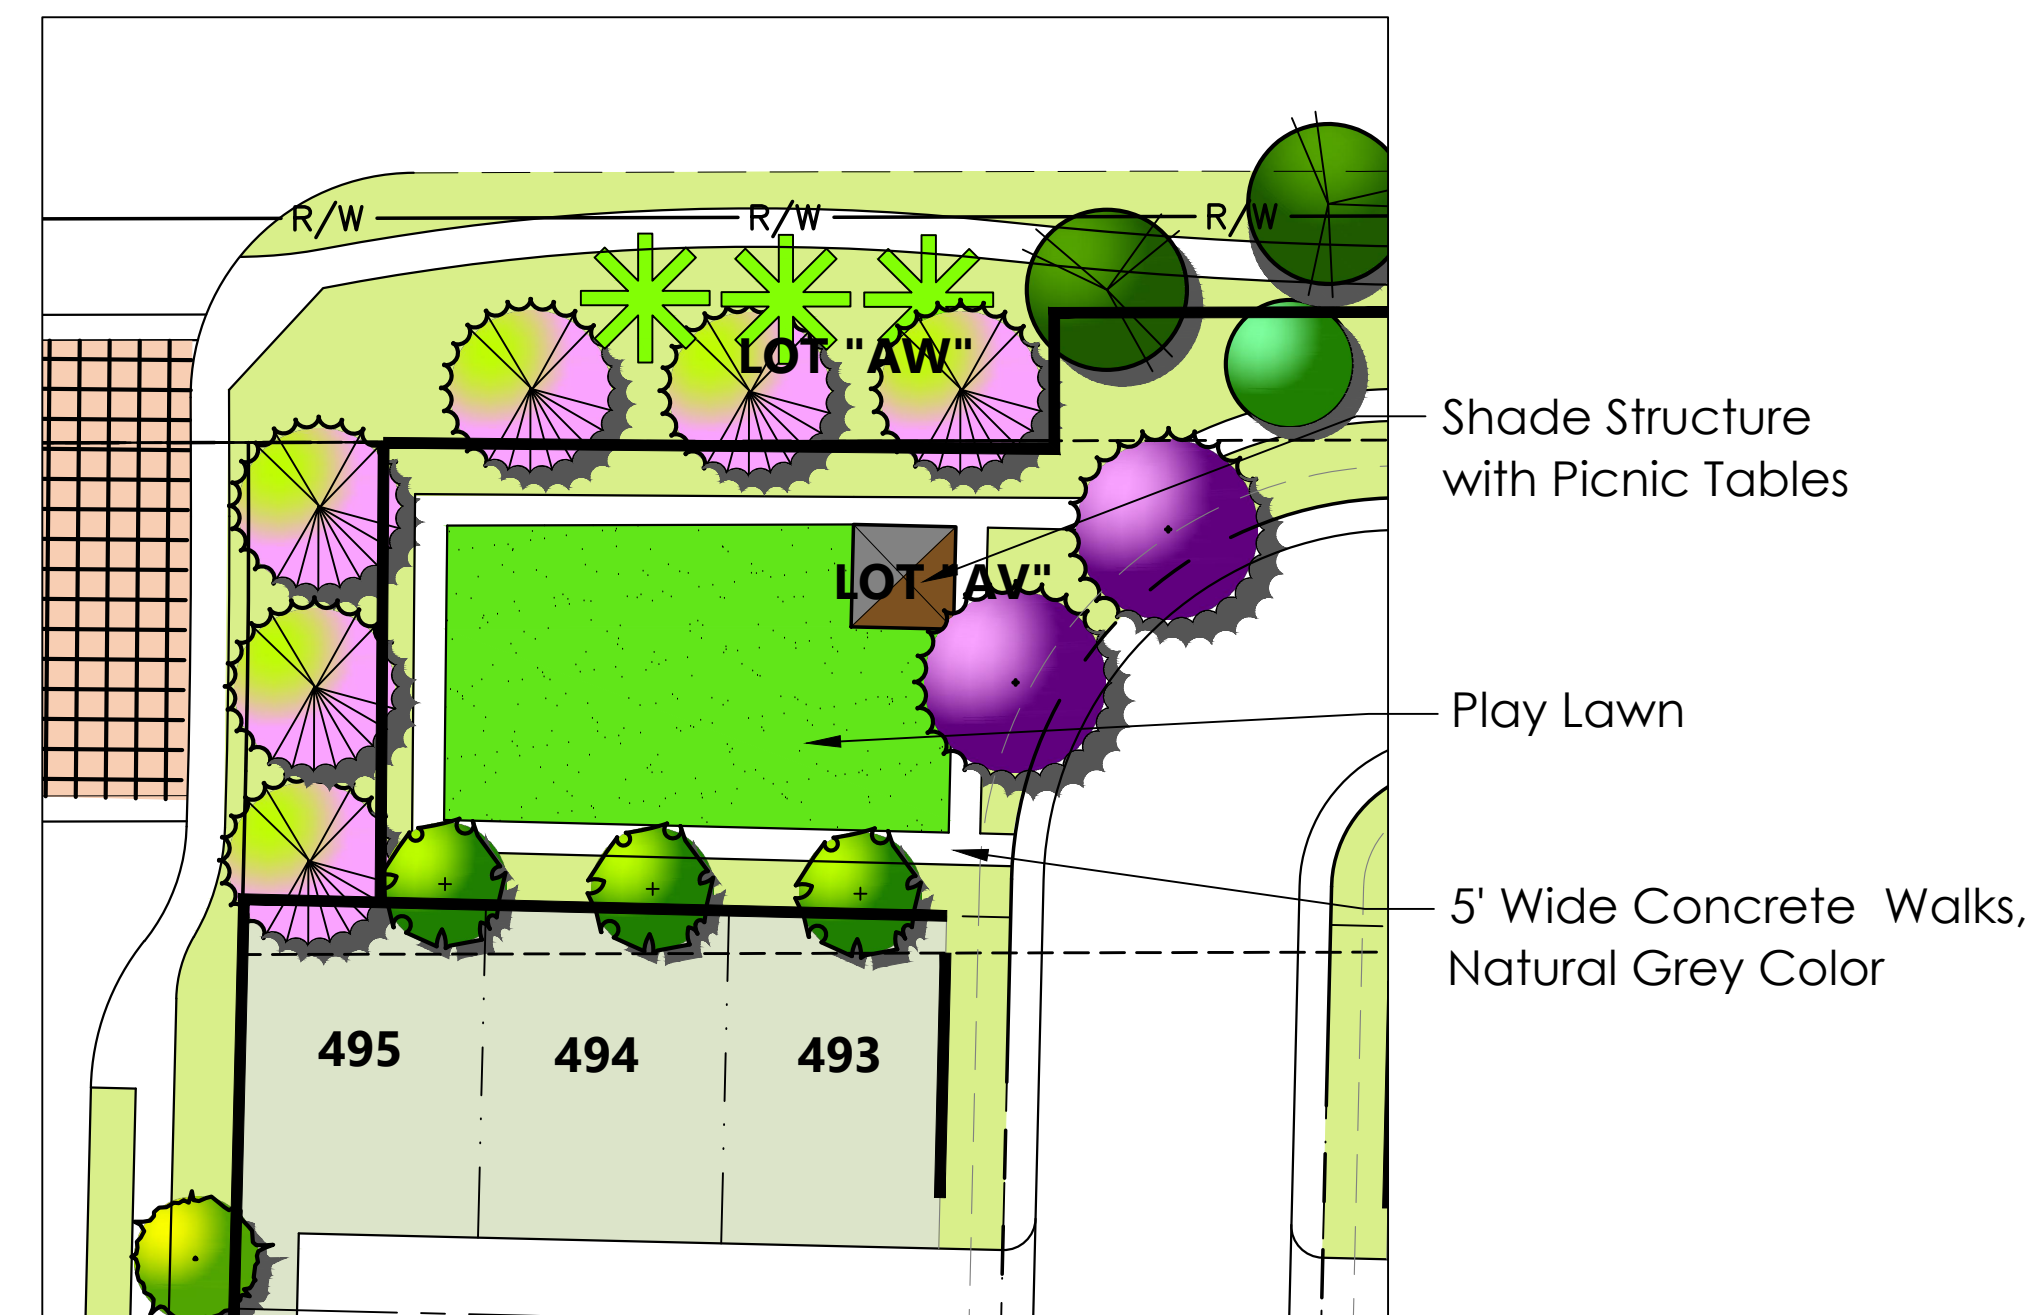 R/W R/W R/W
LOT "AW"
Shade Structure
with Picnic Tables
LOT "AV"
Play Lawn
5' Wide Concrete Walks,
Natural Grey Color
495 494 493